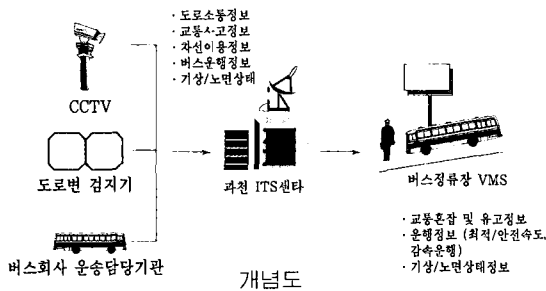 · 도로소통정보
· 교통사고정보
· 차선이용정보
· 버스운행정보
· 기상/노면상태
CCTV
도로변 검지기
과천 ITS센타
버스정류장 VMS
버스회사 운송담당기관
· 교통혼잡 및 유고정보
· 운행정보 (최적/안전속도,
감속운행)
· 기상/노면상태정보
개념도